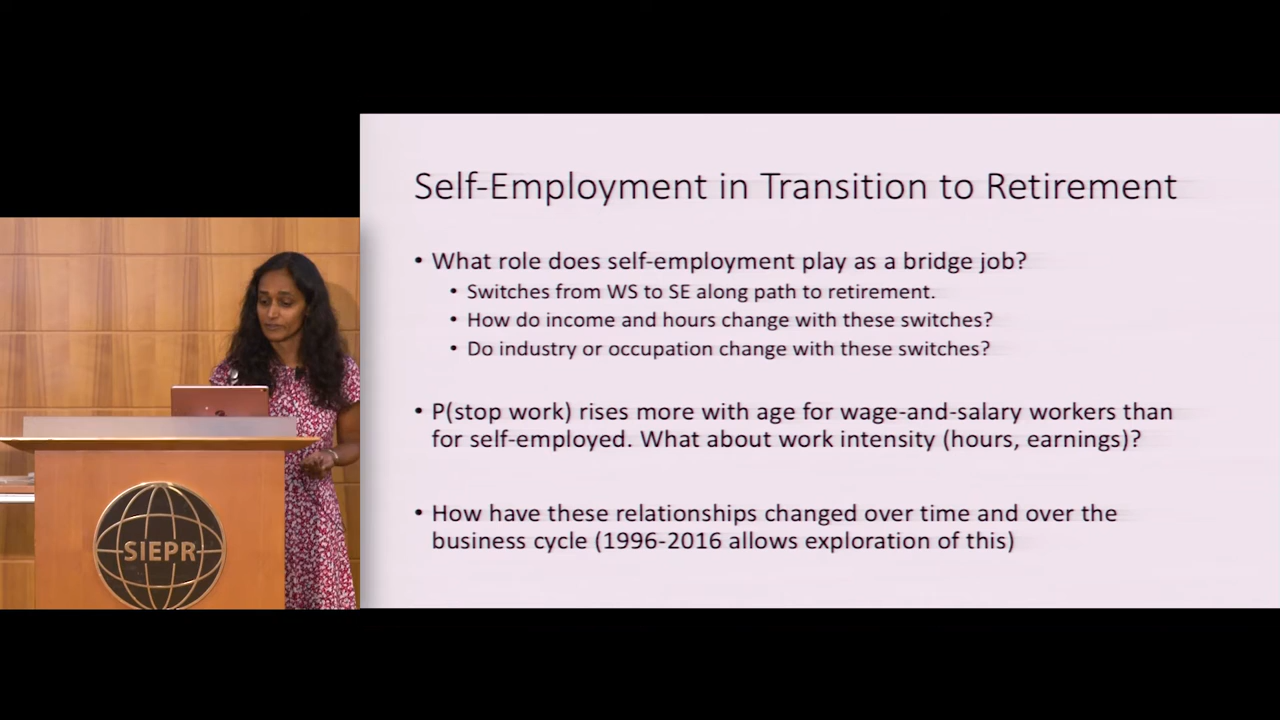 Self-Employment in Transition to Retirement
• What role does self-employment play as a bridge job?
• Switches from WS to SE along path to retirement.
• How do income and hours change with these switches?
• Do industry or occupation change with these switches?
• P(stop work) rises more with age for wage-and-salary workers than
for self-employed. What about work intensity (hours, earnings)?
• How have these relationships changed over time and over the
business cycle (1996-2016 allows exploration of this)
SIEPR